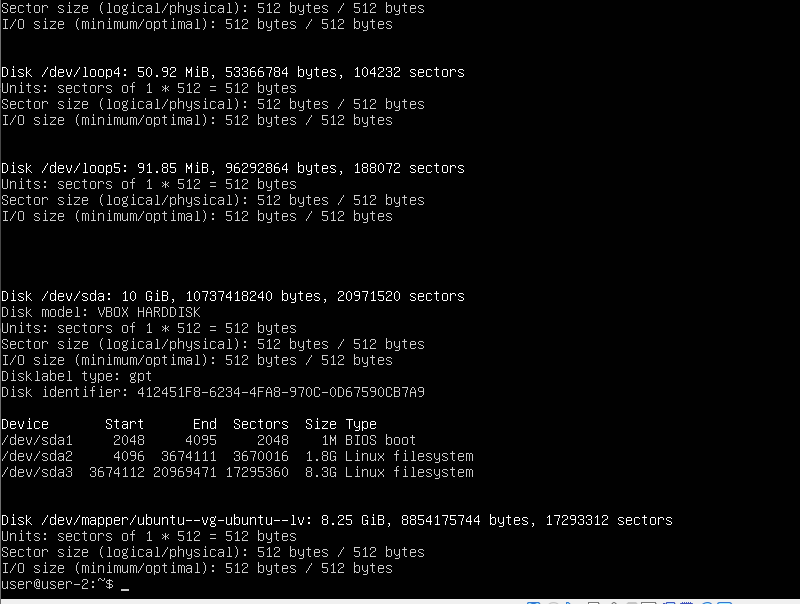 Sector size (logical/physical): 512 bytes / 512 bytes
I/O size (minimum/optimal): 512 bytes / 512 bytes
Disk /dev/loop4: 50.92 MiB, 53366784 bytes, 104232 sectors
Units: sectors of 1 * 512 = 512 bytes
Sector size (logical/physical): 512 bytes / 512 bytes
I/O size (minimum/optimal): 512 bytes / 512 bytes
Disk /dev/loop5: 91.85 MiB, 96292864 bytes, 188072 sectors
Units: sectors of 1 * 512 = 512 bytes
Sector size (logical/physical): 512 bytes / 512 bytes
I/O size (minimum/optimal): 512 bytes / 512 bytes
Disk /dev/sda: 10 GiB, 10737418240 bytes, 20971520 sectors
Disk model: VBOX HARDDISK
Units: sectors of 1 * 512 = 512 bytes
Sector size (logical/physical): 512 bytes / 512 bytes
I/O size (minimum/optimal): 512 bytes / 512 bytes
Disklabel type: gpt
Disk identifier: 412451F8-6234-4FA8-970C-0D67590CB7A9
Device       Start      End  Sectors  Size Type
/dev/sda1     2048     4095     2048    1M BIOS boot
/dev/sda2     4096  3674111  3670016  1.8G Linux filesystem
/dev/sda3  3674112 20969471 17295360  8.3G Linux filesystem
Disk /dev/mapper/ubuntu--vg-ubuntu--lv: 8.25 GiB, 8854175744 bytes, 17293312 sectors
Units: sectors of 1 * 512 = 512 bytes
Sector size (logical/physical): 512 bytes / 512 bytes
I/O size (minimum/optimal): 512 bytes / 512 bytes
user@user-2:~$ _